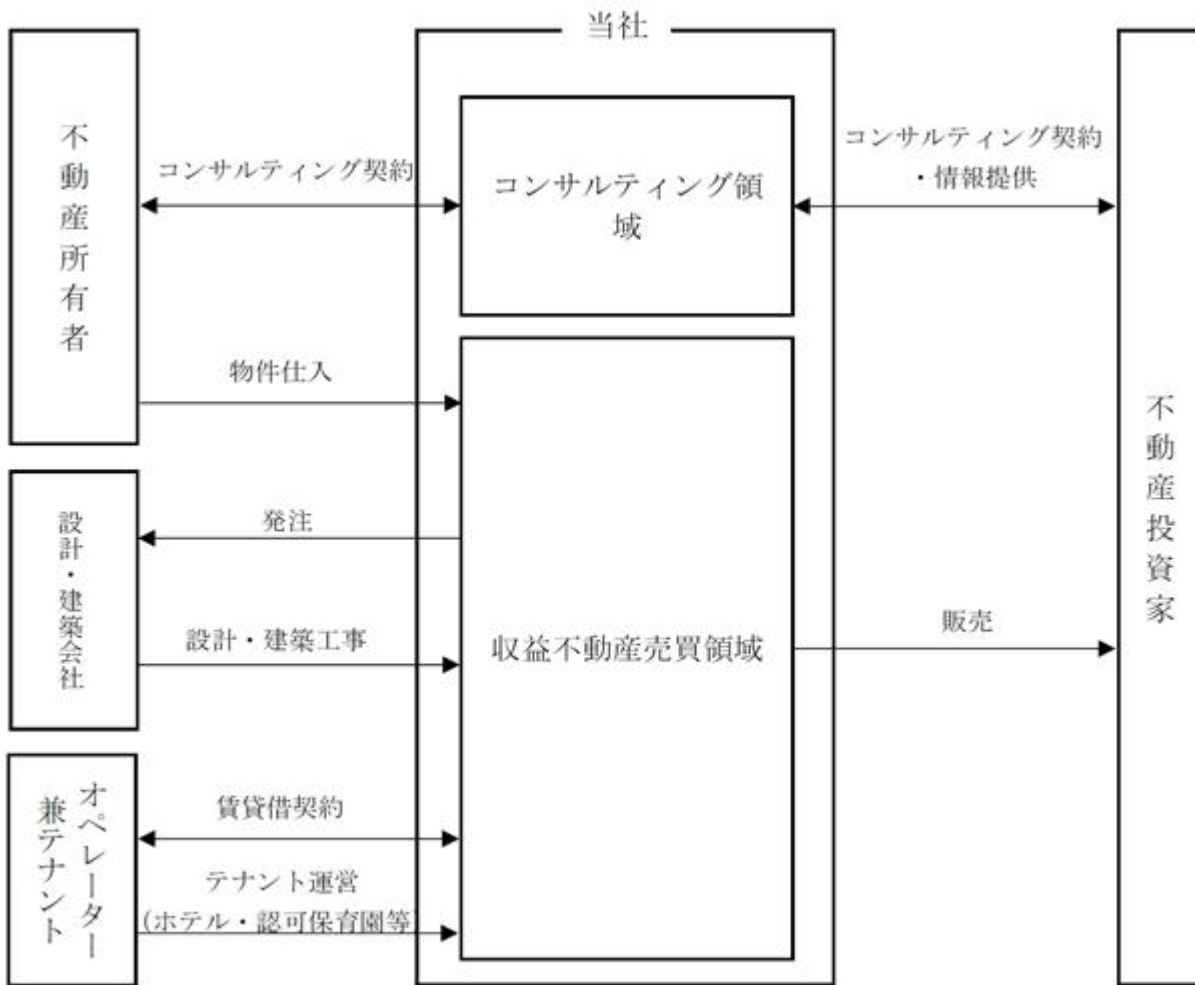 当社
不動産所有者
コンサルティング契約
コンサルティング領
域
コンサルティング契約
・情報提供
不動産投資家
物件仕入
設計・建築会社
発注
設計・建築工事
収益不動産売買領域
販売
オペレーター
兼テナント
賃貸借契約
テナント運営
(ホテル・認可保育園等)